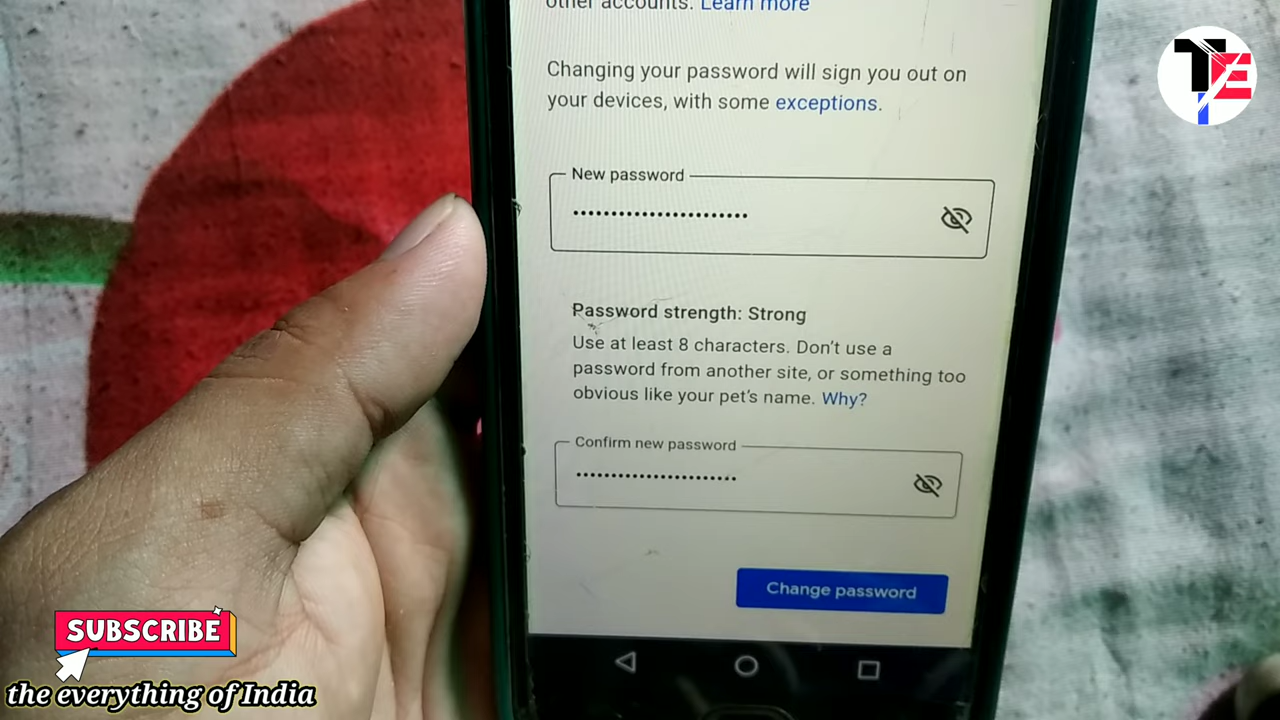 other accounts. Learn more
Changing your password will sign you out on
your devices, with some exceptions.
New password
•••••••••••••••••••••••
Password strength: Strong
Use at least 8 characters. Don't use a
password from another site, or something too
obvious like your pet's name. Why?
Confirm new password
•••••••••••••••••••••••
Change password
TE
SUBSCRIBE
the everything of India